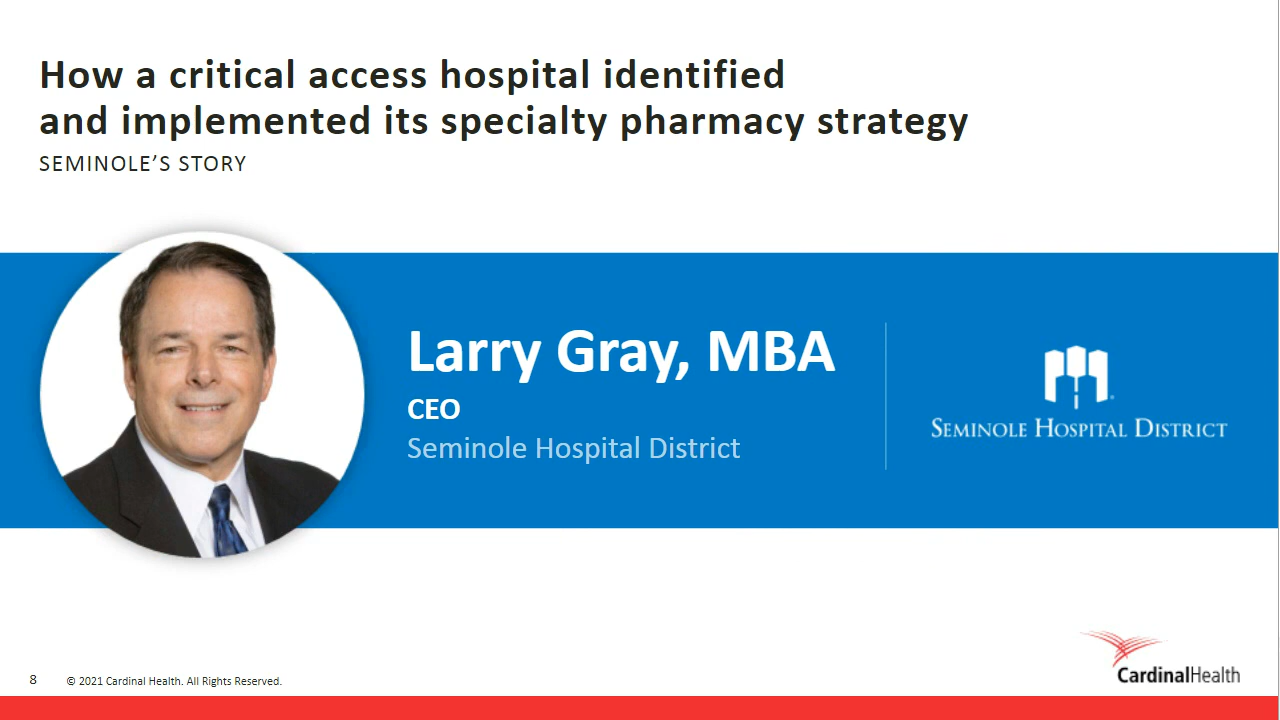 How a critical access hospital identified
and implemented its specialty pharmacy strategy
SEMINOLE’S STORY
Larry Gray, MBA
CEO
Seminole Hospital District
SEMINOLE HOSPITAL DISTRICT
CardinalHealth
8 © 2021 Cardinal Health. All Rights Reserved.